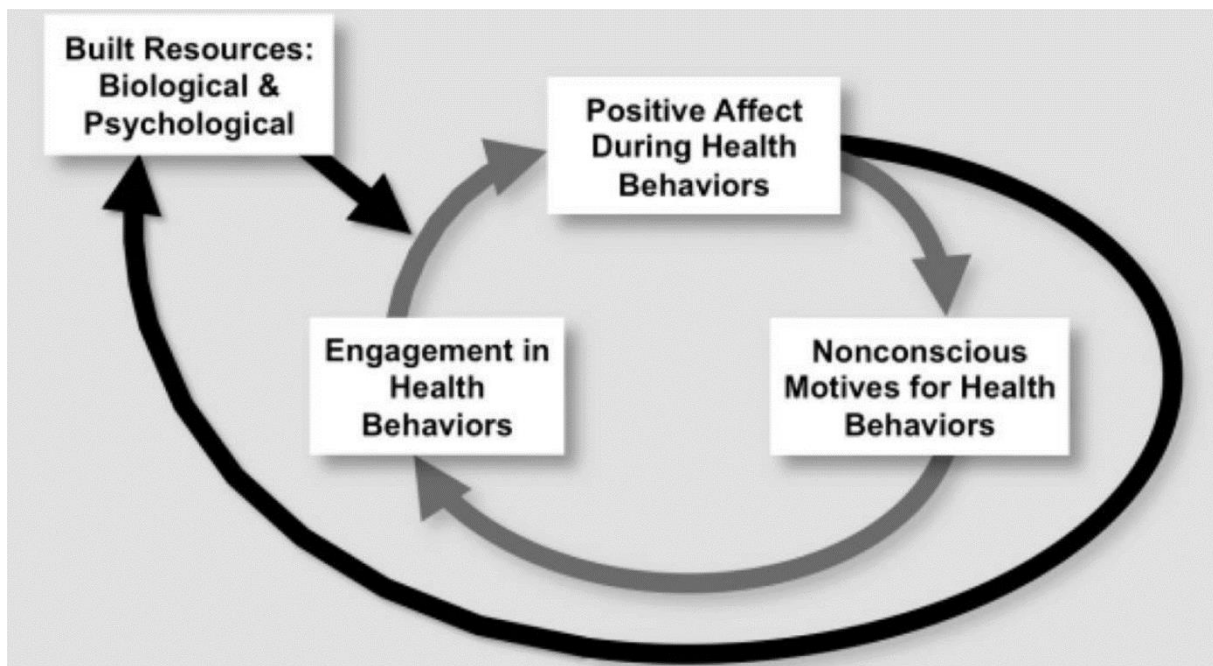 Built Resources:
Biological &
Psychological
Positive Affect
During Health
Behaviors
Engagement in
Health
Behaviors
Nonconscious
Motives for Health
Behaviors